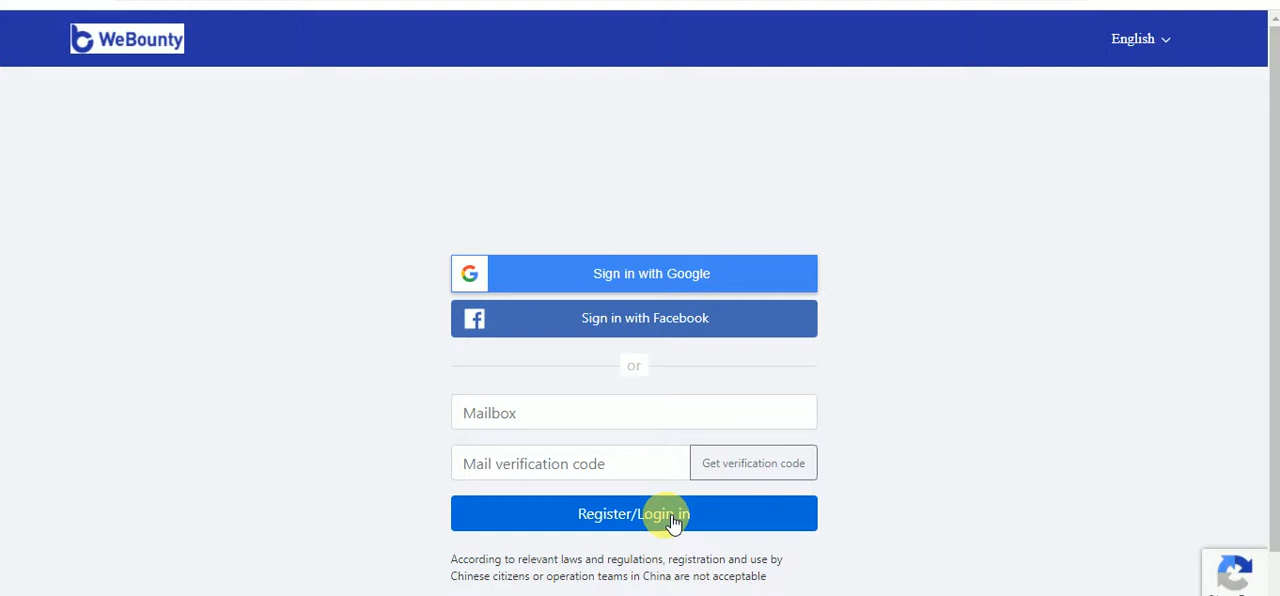 WeBounty
English
Sign in with Google
Sign in with Facebook
or
Mailbox
Mail verification code
Get verification code
Register/Login in
According to relevant laws and regulations, registration and use by
Chinese citizens or operation teams in China are not acceptable